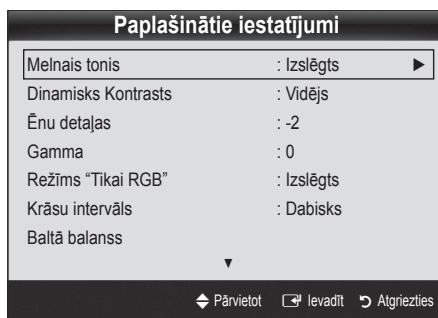 Paplašinātie iestatījumi
Melnais tonis : Izslēgts ▶
Dinamisks Kontrasts : Vidējs
Ēnu detaļas : -2
Gamma : 0
Režīms “Tikai RGB” : Izslēgts
Krāsu intervāls : Dabisks
Baltā balanss
▼
Pārvietot Ievadīt Atgriezties